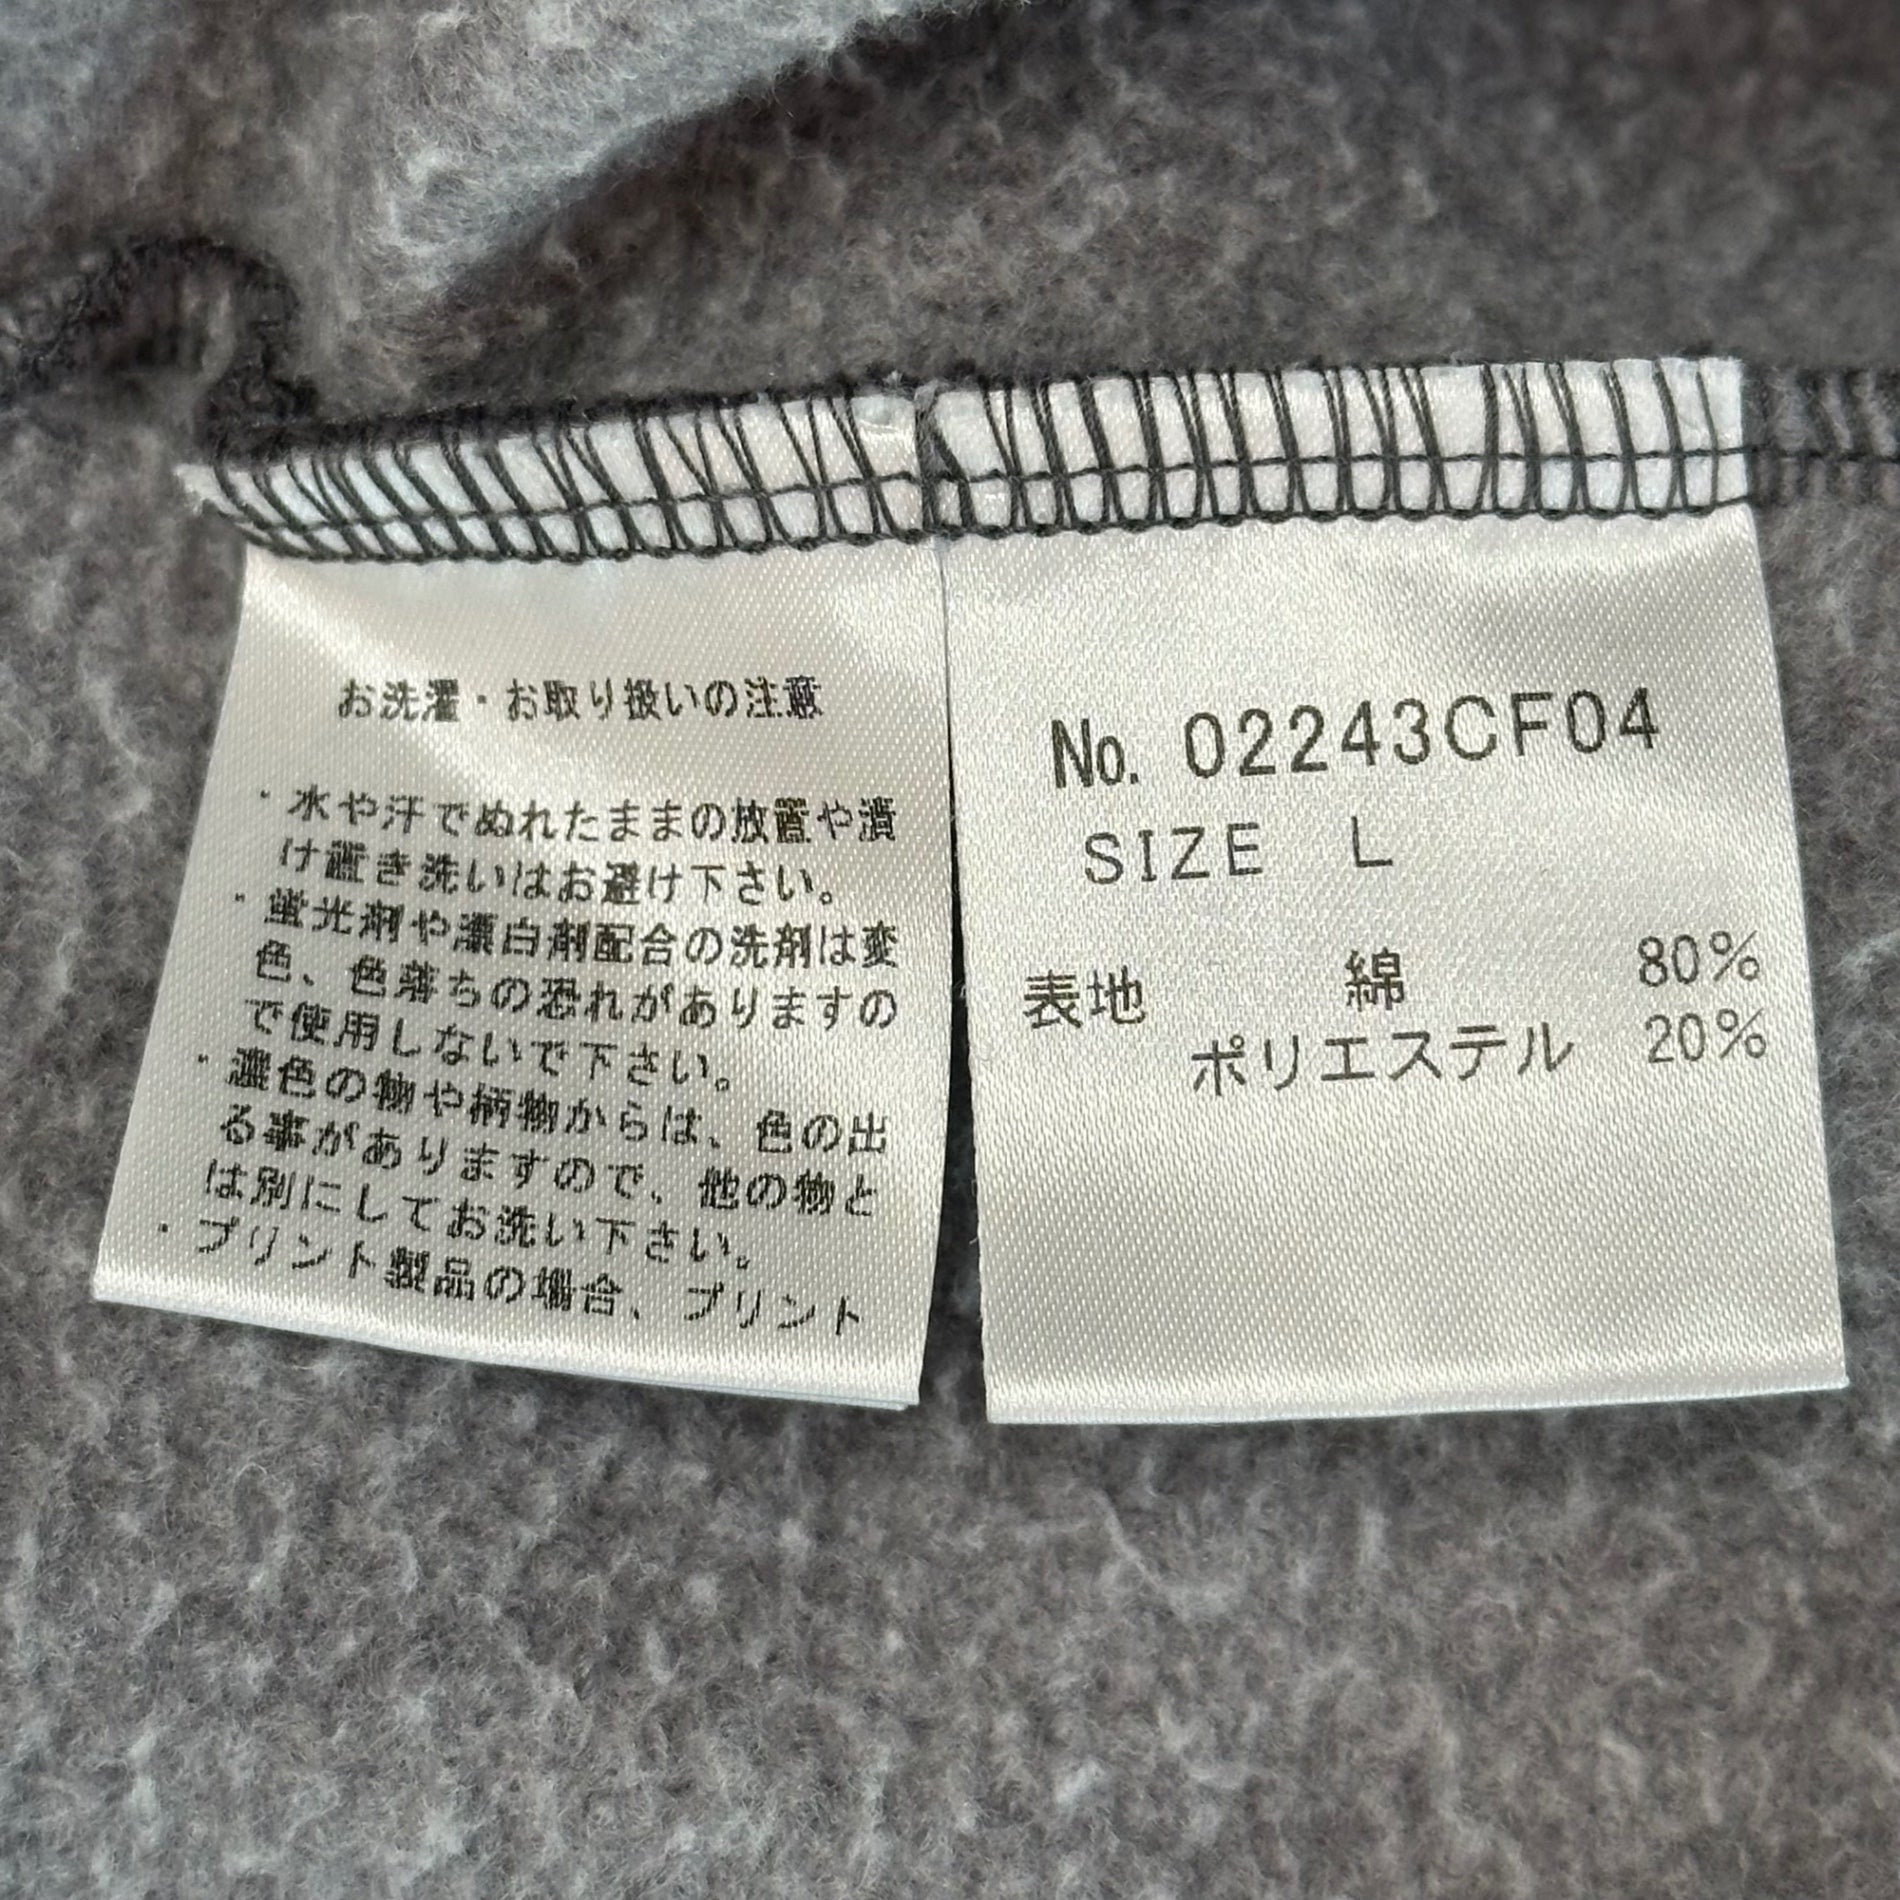 お洗濯・お取り扱いの注意
・水や汗でぬれたままの放置や漬
け置き洗いはお避け下さい。
・蛍光剤や漂白剤配合の洗剤は変
色、色落ちの恐れがありますの
で使用しないで下さい。
・濃色の物や柄物からは、色の出
る事がありますので、他の物と
は別にしてお洗い下さい。
・プリント製品の場合、プリント
No. 02243CF04
SIZE L
表地 綿 80%
ポリエステル 20%